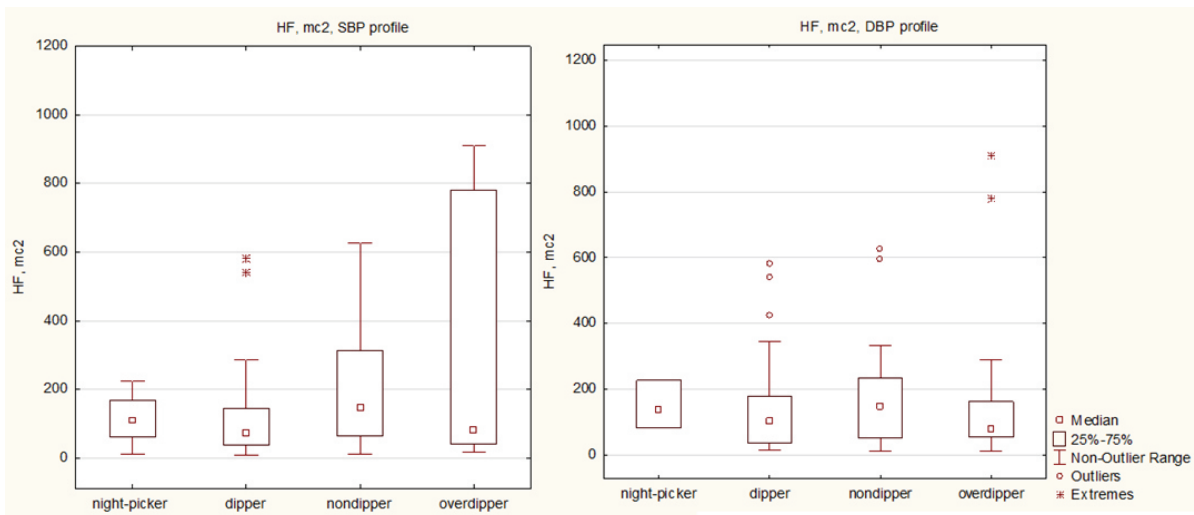 HF, mc2, SBP profile
1200
1000
800
600
400
200
0
HF, mc2
night-picker dipper nondipper overdipper
HF, mc2, DBP profile
1200
1000
800
600
400
200
0
HF, mc2
night-picker dipper nondipper overdipper
Median
25%-75%
Non-Outlier Range
Outliers
Extremes